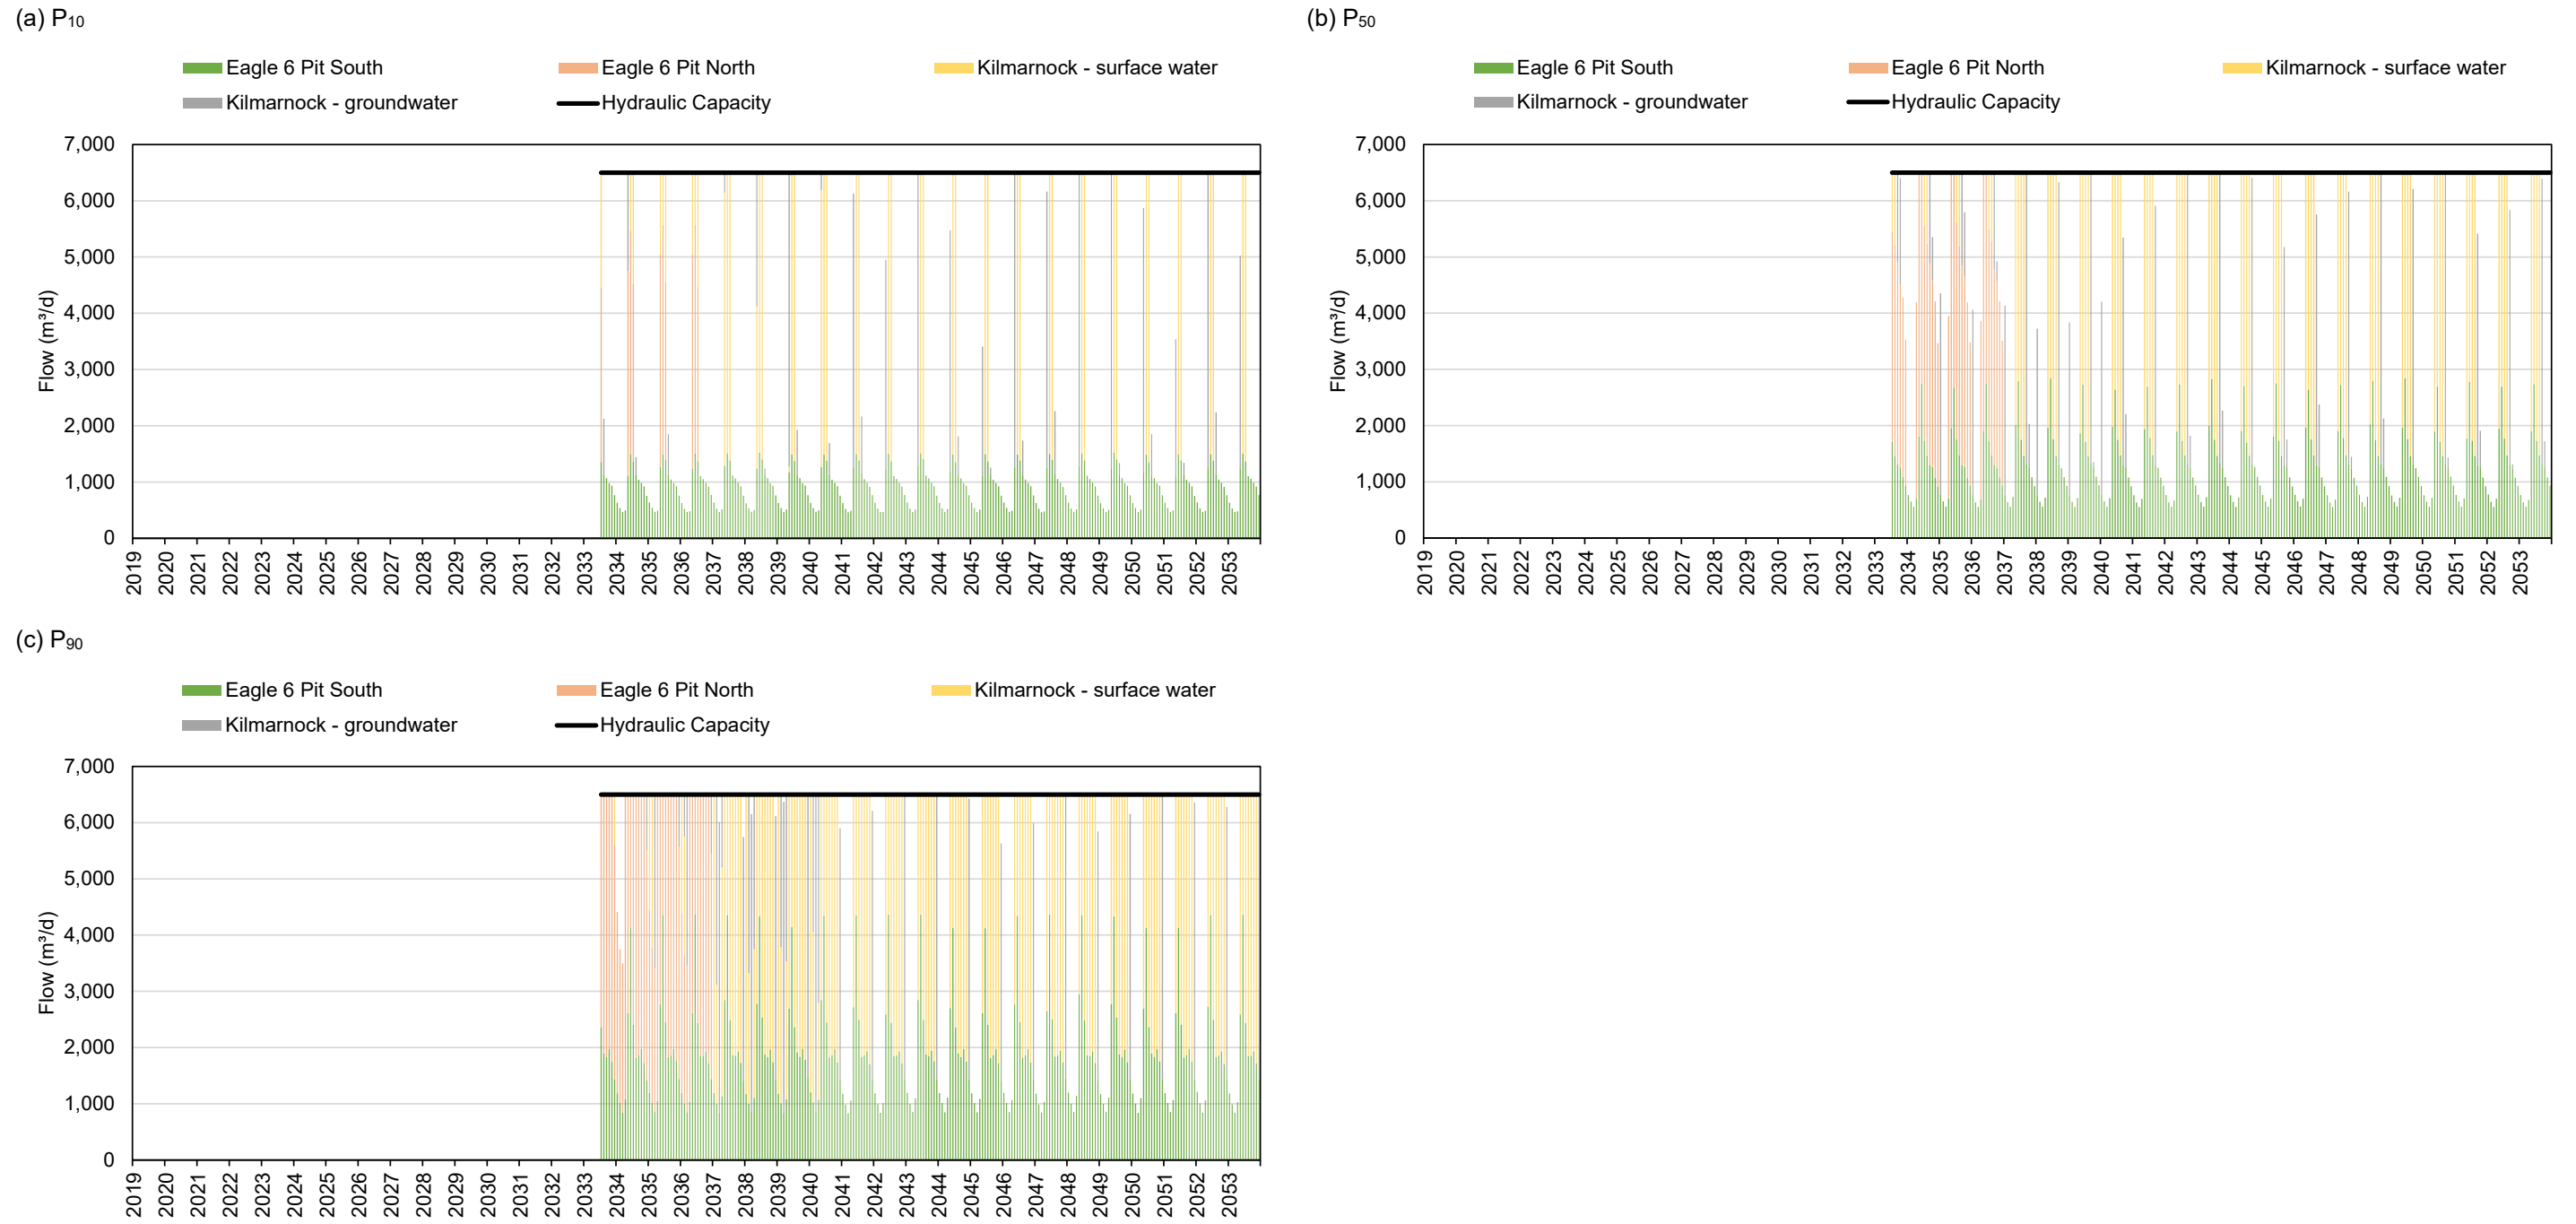 (a) P10
Eagle 6 Pit South Eagle 6 Pit North Kilmarnock - surface water
Kilmarnock - groundwater Hydraulic Capacity
Flow (m³/d)
7,000
6,000
5,000
4,000
3,000
2,000
1,000
0
2019 2020 2021 2022 2023 2024 2025 2026 2027 2028 2029 2030 2031 2032 2033 2034 2035 2036 2037 2038 2039 2040 2041 2042 2043 2044 2045 2046 2047 2048 2049 2050 2051 2052 2053
(b) P50
Eagle 6 Pit South Eagle 6 Pit North Kilmarnock - surface water
Kilmarnock - groundwater Hydraulic Capacity
Flow (m³/d)
7,000
6,000
5,000
4,000
3,000
2,000
1,000
0
2019 2020 2021 2022 2023 2024 2025 2026 2027 2028 2029 2030 2031 2032 2033 2034 2035 2036 2037 2038 2039 2040 2041 2042 2043 2044 2045 2046 2047 2048 2049 2050 2051 2052 2053
(c) P90
Eagle 6 Pit South Eagle 6 Pit North Kilmarnock - surface water
Kilmarnock - groundwater Hydraulic Capacity
Flow (m³/d)
7,000
6,000
5,000
4,000
3,000
2,000
1,000
0
2019 2020 2021 2022 2023 2024 2025 2026 2027 2028 2029 2030 2031 2032 2033 2034 2035 2036 2037 2038 2039 2040 2041 2042 2043 2044 2045 2046 2047 2048 2049 2050 2051 2052 2053